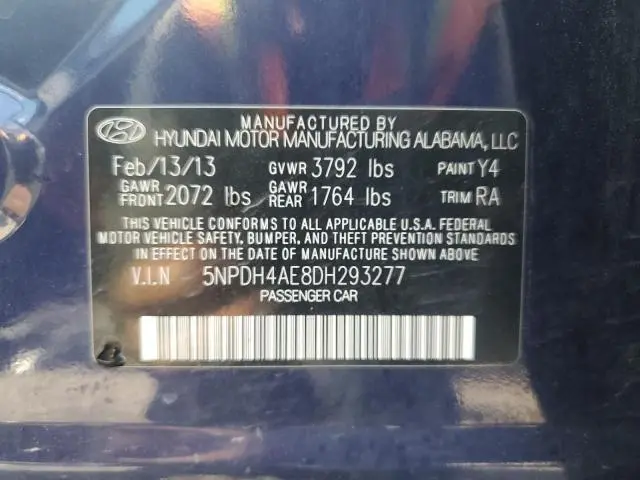 MANUFACTURED BY
HYUNDAI MOTOR MANUFACTURING ALABAMA, LLC
Feb/13/13 GVWR 3792 lbs PAINT Y4
GAWR FRONT 2072 lbs GAWR REAR 1764 lbs TRIM RA
THIS VEHICLE CONFORMS TO ALL APPLICABLE U.S.A. FEDERAL
MOTOR VEHICLE SAFETY, BUMPER, AND THEFT PREVENTION STANDARDS
IN EFFECT ON THE DATE OF MANUFACTURE SHOWN ABOVE.
V.I.N 5NPDH4AE8DH293277
PASSENGER CAR